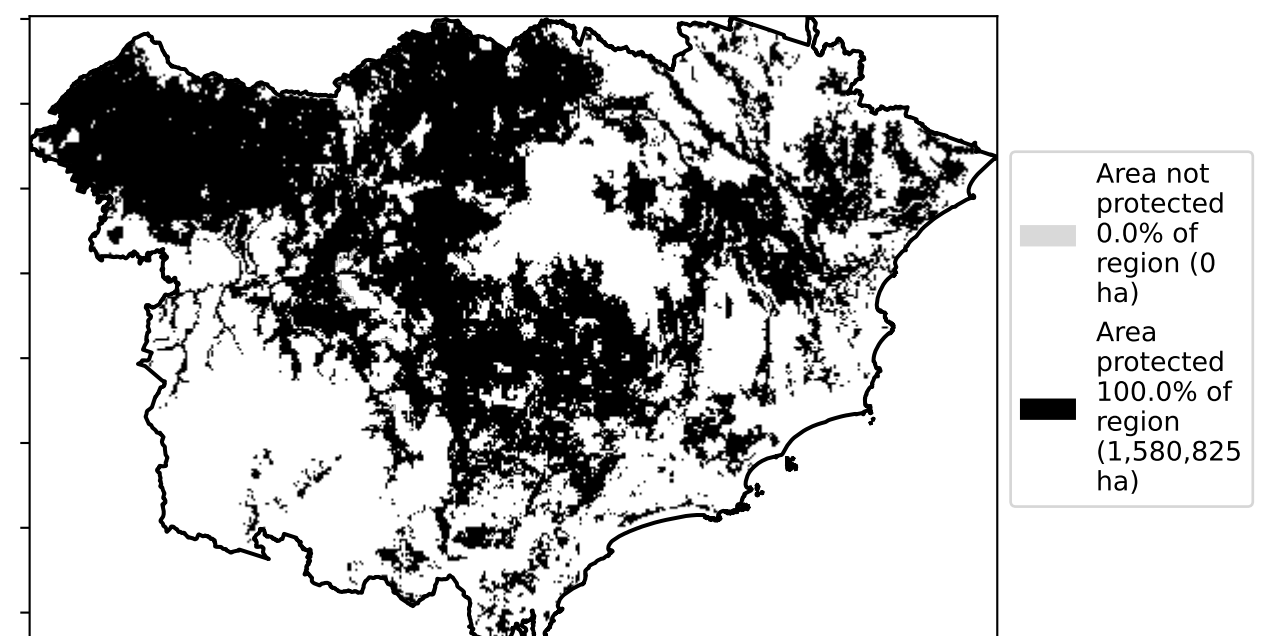 Area not
protected
0.0% of
region (0
ha)
Area
protected
100.0% of
region
(1,580,825
ha)